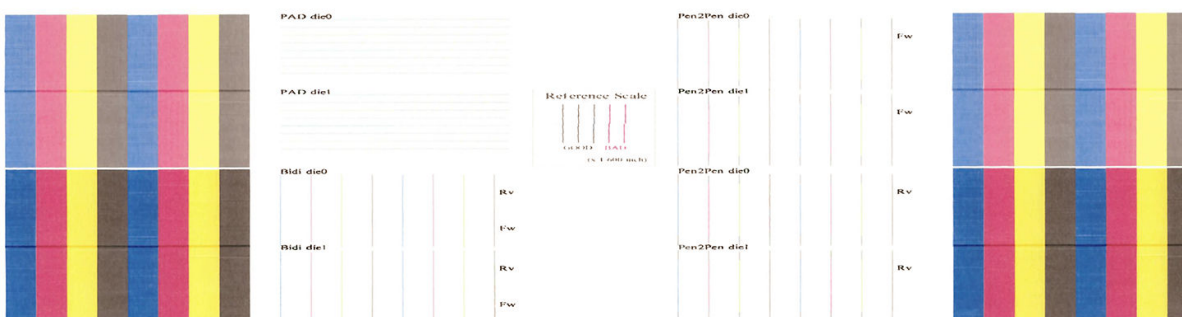 PAD die0
PAD die1
Bidi die0
Rv
Fw
Bidi die1
Rv
Fw
Reference Scale
GOOD BAD
(x 1/600 inch)
Pen2Pen die0
Fw
Pen2Pen die1
Fw
Pen2Pen die0
Rv
Pen2Pen die1
Rv